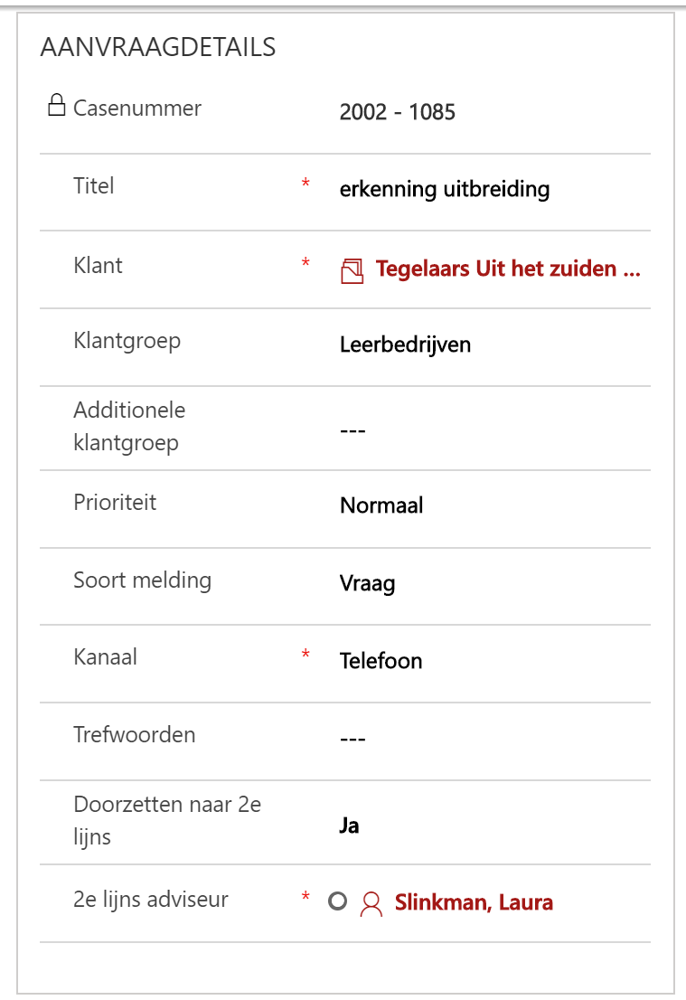 AANVRAAGDETAILS
Casenummer 2002 - 1085
Titel * erkenning uitbreiding
Klant * Tegelaars Uit het zuiden ...
Klantgroep Leerbedrijven
Additionele
klantgroep ---
Prioriteit Normaal
Soort melding Vraag
Kanaal * Telefoon
Trefwoorden ---
Doorzetten naar 2e
lijns Ja
2e lijns adviseur * Slinkman, Laura